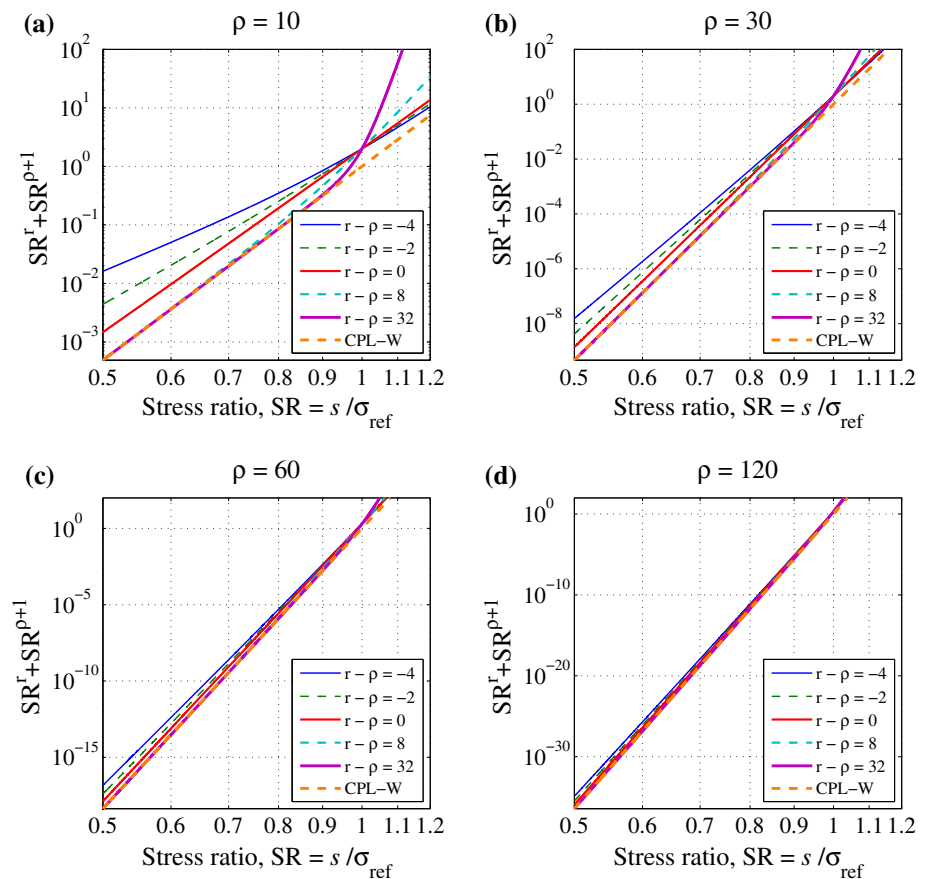 (a) ρ = 10
10^2
10^1
10^0
10^−1
10^−2
10^−3
SR^r+SR^ρ+1
r − ρ = −4
r − ρ = −2
r − ρ = 0
r − ρ = 8
r − ρ = 32
CPL−W
0.5 0.6 0.7 0.8 0.9 1 1.1 1.2
Stress ratio, SR = s /σ_ref
(b) ρ = 30
10^2
10^0
10^−2
10^−4
10^−6
10^−8
SR^r+SR^ρ+1
r − ρ = −4
r − ρ = −2
r − ρ = 0
r − ρ = 8
r − ρ = 32
CPL−W
0.5 0.6 0.7 0.8 0.9 1 1.1 1.2
Stress ratio, SR = s /σ_ref
(c) ρ = 60
10^0
10^−5
10^−10
10^−15
SR^r+SR^ρ+1
r − ρ = −4
r − ρ = −2
r − ρ = 0
r − ρ = 8
r − ρ = 32
CPL−W
0.5 0.6 0.7 0.8 0.9 1 1.1 1.2
Stress ratio, SR = s /σ_ref
(d) ρ = 120
10^0
10^−10
10^−20
10^−30
SR^r+SR^ρ+1
r − ρ = −4
r − ρ = −2
r − ρ = 0
r − ρ = 8
r − ρ = 32
CPL−W
0.5 0.6 0.7 0.8 0.9 1 1.1 1.2
Stress ratio, SR = s /σ_ref